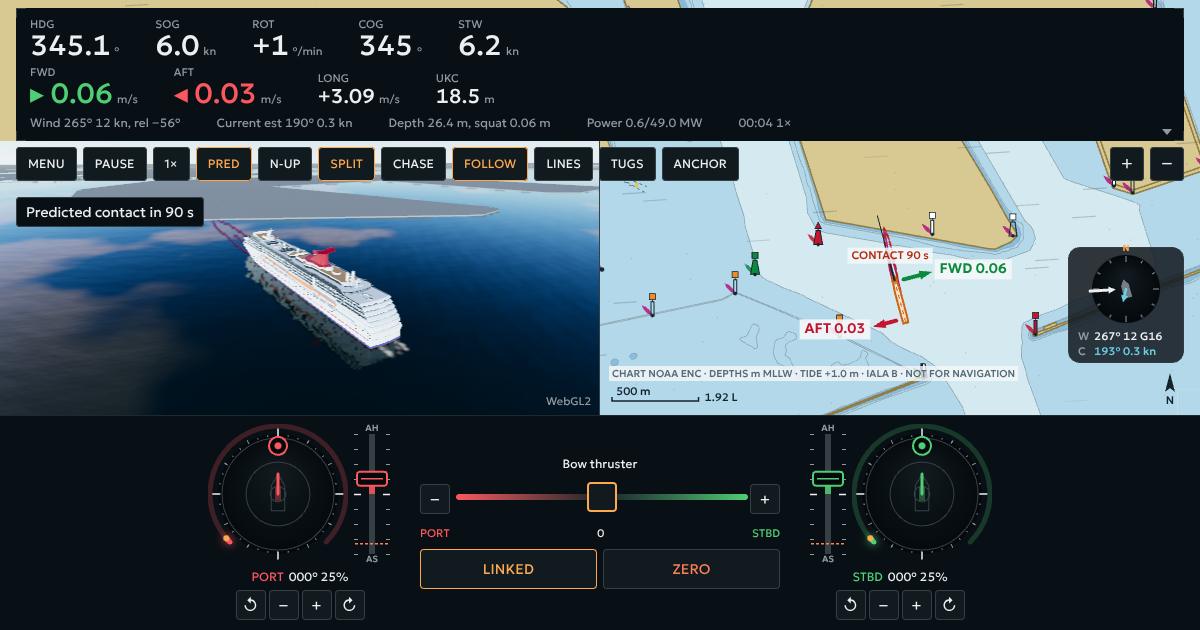 HDG SOG ROT COG STW
345.1 ° 6.0 kn +1 °/min 345 ° 6.2 kn
FWD AFT LONG UKC
▶ 0.06 m/s ◀ 0.03 m/s +3.09 m/s 18.5 m
Wind 265° 12 kn, rel −56° Current est 190° 0.3 kn Depth 26.4 m, squat 0.06 m Power 0.6/49.0 MW 00:04 1×
MENU PAUSE 1× PRED N-UP SPLIT CHASE FOLLOW LINES TUGS ANCHOR + −
Predicted contact in 90 s
CONTACT 90 s
FWD 0.06
AFT 0.03
N
W 267° 12 G16
C 193° 0.3 kn
CHART NOAA ENC · DEPTHS m MLLW · TIDE +1.0 m · IALA B · NOT FOR NAVIGATION
500 m
1.92 L
N
WebGL2
AH AH
Bow thruster
− +
PORT 0 STBD
AS AS
LINKED ZERO
PORT 000° 25% STBD 000° 25%
− + − +